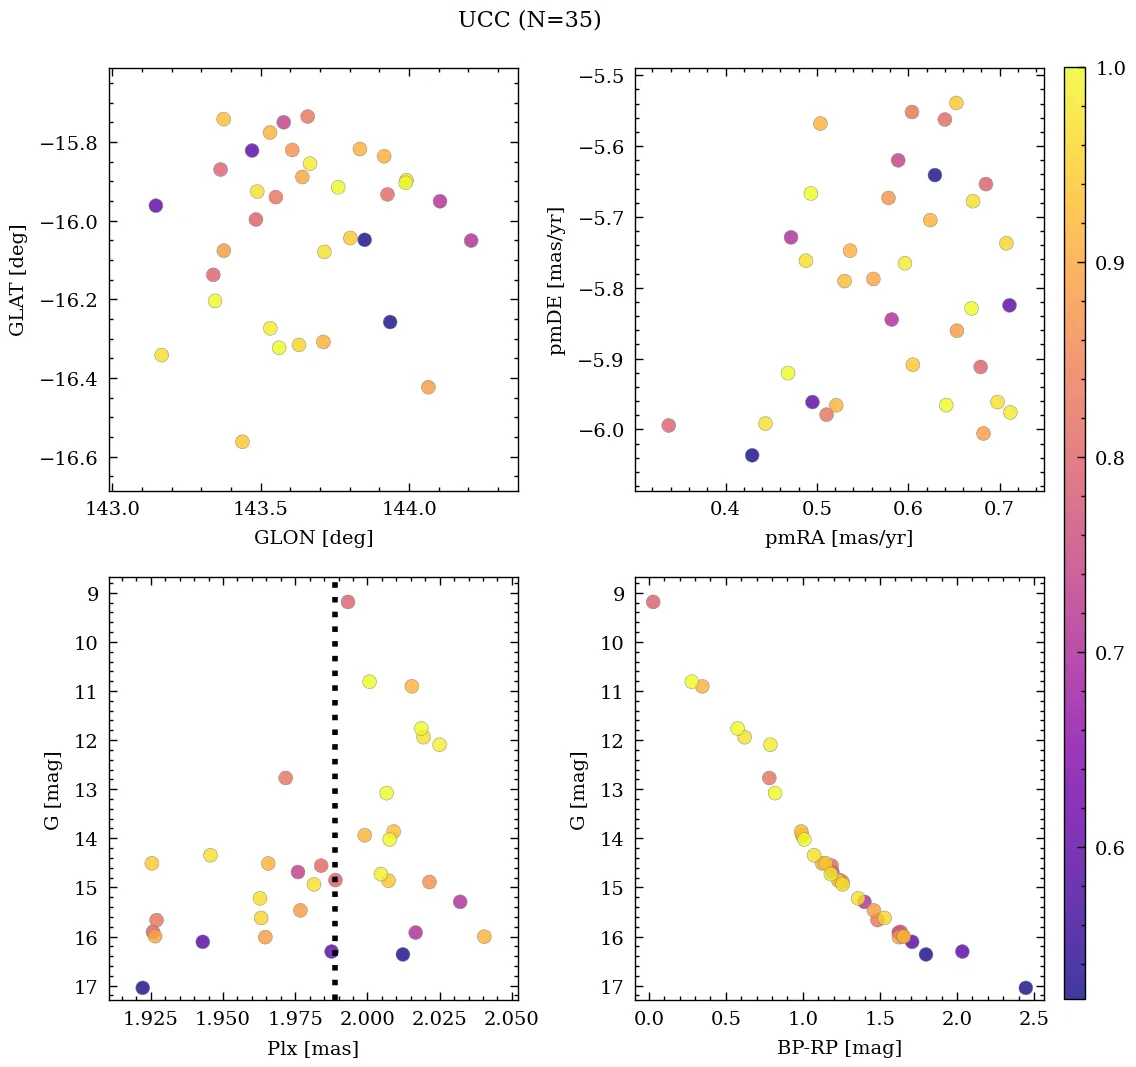 UCC (N=35)
−15.8
−16.0
−16.2
−16.4
−16.6
GLAT [deg]
143.0 143.5 144.0
GLON [deg]
−5.5
−5.6
−5.7
−5.8
−5.9
−6.0
pmDE [mas/yr]
0.4 0.5 0.6 0.7
pmRA [mas/yr]
1.0
0.9
0.8
0.7
0.6
9
10
11
12
13
14
15
16
17
G [mag]
1.925 1.950 1.975 2.000 2.025 2.050
Plx [mas]
9
10
11
12
13
14
15
16
17
G [mag]
0.0 0.5 1.0 1.5 2.0 2.5
BP-RP [mag]